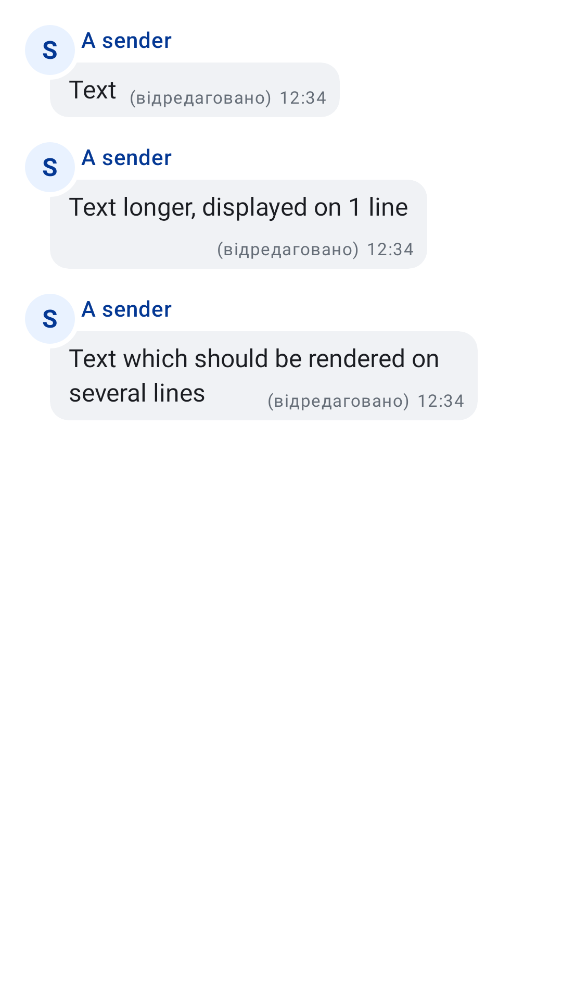 S
A sender
Text (відредаговано) 12:34
S
A sender
Text longer, displayed on 1 line
(відредаговано) 12:34
S
A sender
Text which should be rendered on
several lines (відредаговано) 12:34